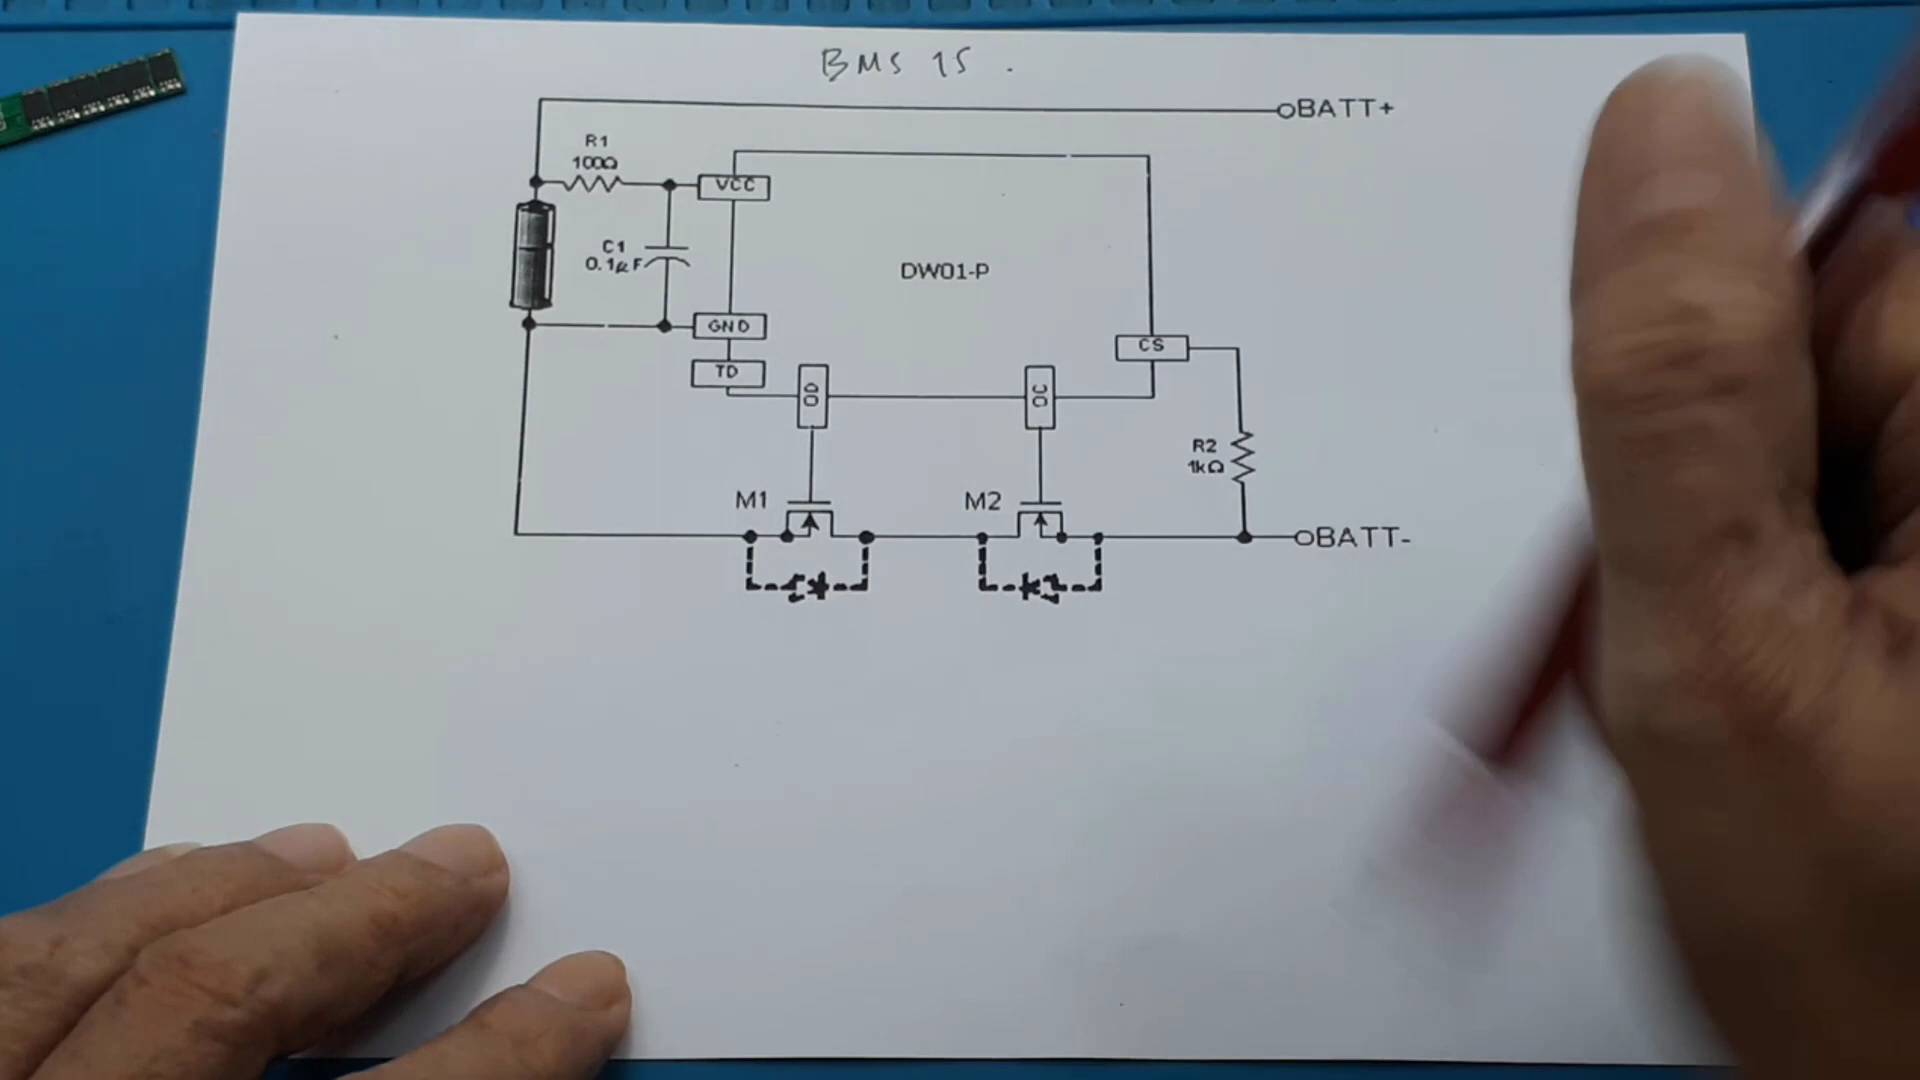 BMS 1S .
BATT+
R1
100Ω
VCC
C1
0.1µF
DW01-P
GND
CS
TD
OD
OC
R2
1kΩ
M1
M2
BATT-